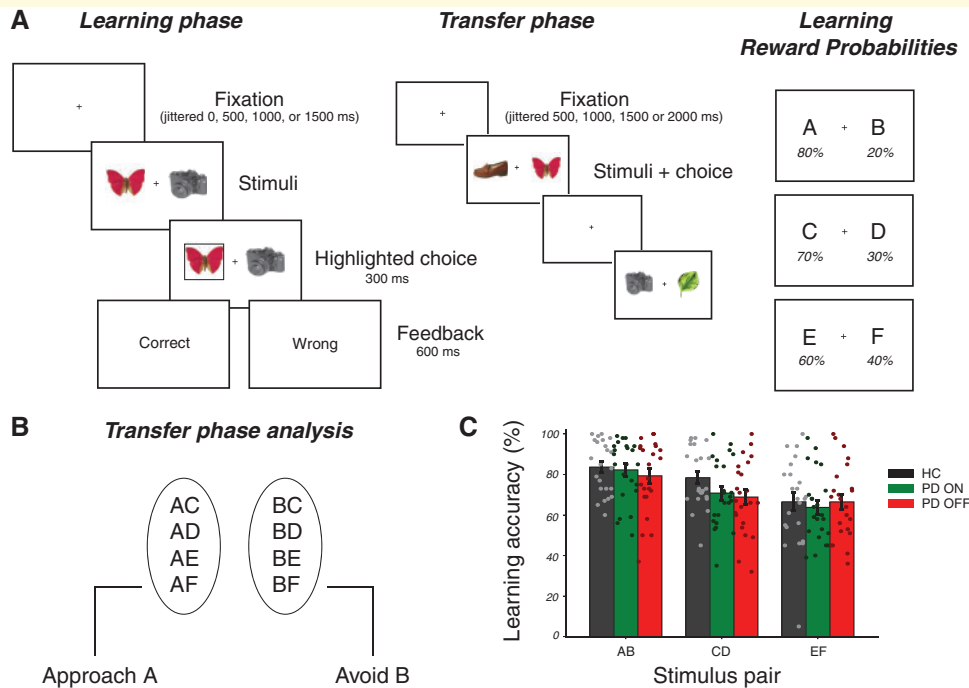 A
Learning phase
Fixation
(jittered 0, 500, 1000, or 1500 ms)
Stimuli
Highlighted choice
300 ms
Correct
Wrong
Feedback
600 ms
Transfer phase
Fixation
(jittered 500, 1000, 1500 or 2000 ms)
Stimuli + choice
Learning
Reward Probabilities
A + B
80% 20%
C + D
70% 30%
E + F
60% 40%
B
Transfer phase analysis
AC
AD
AE
AF
BC
BD
BE
BF
Approach A
Avoid B
C
Learning accuracy (%)
100
80
60
40
20
0
AB
CD
EF
Stimulus pair
HC
PD ON
PD OFF